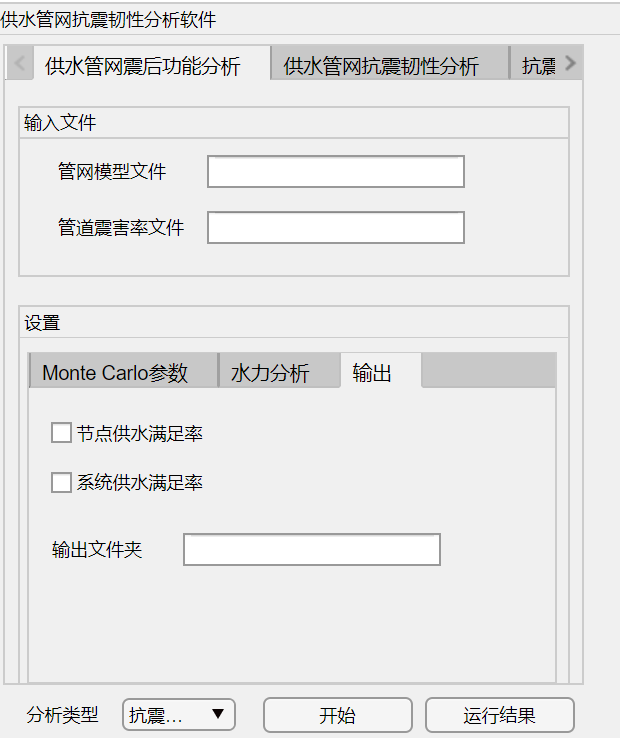 供水管网抗震韧性分析软件
供水管网震后功能分析 供水管网抗震韧性分析 抗震
输入文件
管网模型文件
管道震害率文件
设置
Monte Carlo参数 水力分析 输出
节点供水满足率
系统供水满足率
输出文件夹
分析类型 抗震... 开始 运行结果